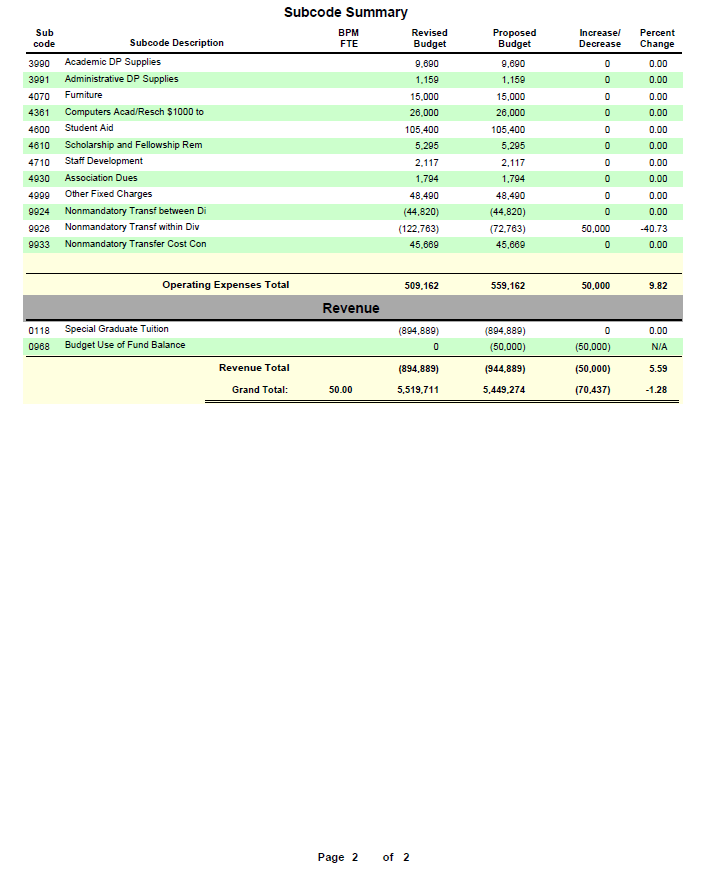 Subcode Summary
Sub code Subcode Description BPM FTE Revised Budget Proposed Budget Increase/ Decrease Percent Change
3990 Academic DP Supplies 9,690 9,690 0 0.00
3991 Administrative DP Supplies 1,159 1,159 0 0.00
4070 Furniture 15,000 15,000 0 0.00
4361 Computers Acad/Resch $1000 to 26,000 26,000 0 0.00
4600 Student Aid 105,400 105,400 0 0.00
4610 Scholarship and Fellowship Rem 5,295 5,295 0 0.00
4710 Staff Development 2,117 2,117 0 0.00
4930 Association Dues 1,794 1,794 0 0.00
4999 Other Fixed Charges 48,490 48,490 0 0.00
9924 Nonmandatory Transf between Di (44,820) (44,820) 0 0.00
9926 Nonmandatory Transf within Div (122,763) (72,763) 50,000 -40.73
9933 Nonmandatory Transfer Cost Con 45,669 45,669 0 0.00
Operating Expenses Total 509,162 559,162 50,000 9.82
Revenue
0118 Special Graduate Tuition (894,889) (894,889) 0 0.00
0968 Budget Use of Fund Balance 0 (50,000) (50,000) N/A
Revenue Total (894,889) (944,889) (50,000) 5.59
Grand Total: 50.00 5,519,711 5,449,274 (70,437) -1.28
Page 2 of 2